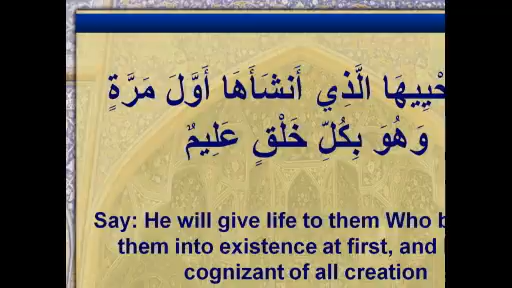 الَّذِي أَنشَأَهَا أَوَّلَ مَرَّةٍ
وَهُوَ بِكُلِّ خَلْقٍ عَلِيمٌ
Say: He will give life to them Who
them into existence at first, and
cognizant of all creation